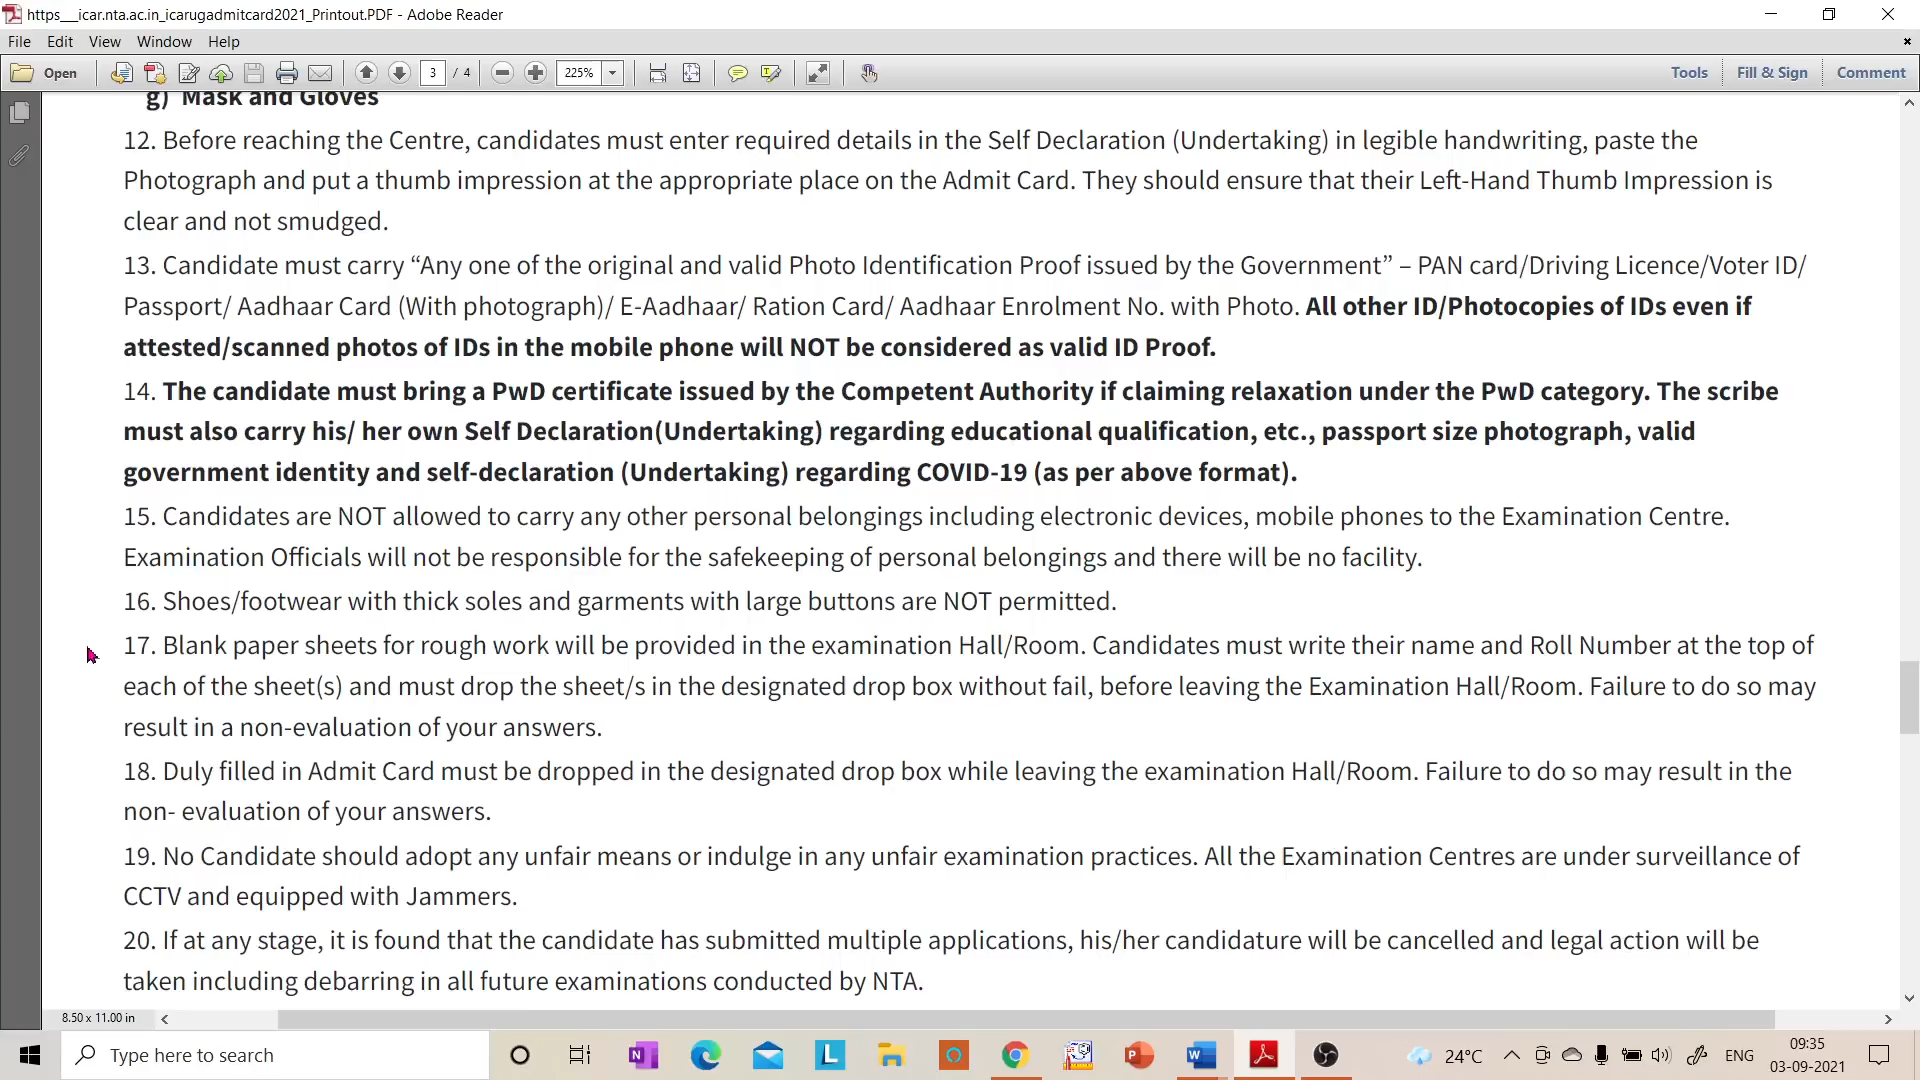 https__icar.nta.ac.in_icarugadmitcard2021_Printout.PDF - Adobe Reader
File Edit View Window Help
Open 3 / 4 225% Tools Fill & Sign Comment
g) Mask and Gloves
12. Before reaching the Centre, candidates must enter required details in the Self Declaration (Undertaking) in legible handwriting, paste the
Photograph and put a thumb impression at the appropriate place on the Admit Card. They should ensure that their Left-Hand Thumb Impression is
clear and not smudged.
13. Candidate must carry “Any one of the original and valid Photo Identification Proof issued by the Government” – PAN card/Driving Licence/Voter ID/
Passport/ Aadhaar Card (With photograph)/ E-Aadhaar/ Ration Card/ Aadhaar Enrolment No. with Photo. All other ID/Photocopies of IDs even if
attested/scanned photos of IDs in the mobile phone will NOT be considered as valid ID Proof.
14. The candidate must bring a PwD certificate issued by the Competent Authority if claiming relaxation under the PwD category. The scribe
must also carry his/ her own Self Declaration(Undertaking) regarding educational qualification, etc., passport size photograph, valid
government identity and self-declaration (Undertaking) regarding COVID-19 (as per above format).
15. Candidates are NOT allowed to carry any other personal belongings including electronic devices, mobile phones to the Examination Centre.
Examination Officials will not be responsible for the safekeeping of personal belongings and there will be no facility.
16. Shoes/footwear with thick soles and garments with large buttons are NOT permitted.
17. Blank paper sheets for rough work will be provided in the examination Hall/Room. Candidates must write their name and Roll Number at the top of
each of the sheet(s) and must drop the sheet/s in the designated drop box without fail, before leaving the Examination Hall/Room. Failure to do so may
result in a non-evaluation of your answers.
18. Duly filled in Admit Card must be dropped in the designated drop box while leaving the examination Hall/Room. Failure to do so may result in the
non- evaluation of your answers.
19. No Candidate should adopt any unfair means or indulge in any unfair examination practices. All the Examination Centres are under surveillance of
CCTV and equipped with Jammers.
20. If at any stage, it is found that the candidate has submitted multiple applications, his/her candidature will be cancelled and legal action will be
taken including debarring in all future examinations conducted by NTA.
8.50 x 11.00 in
Type here to search 24°C ENG 09:35
03-09-2021